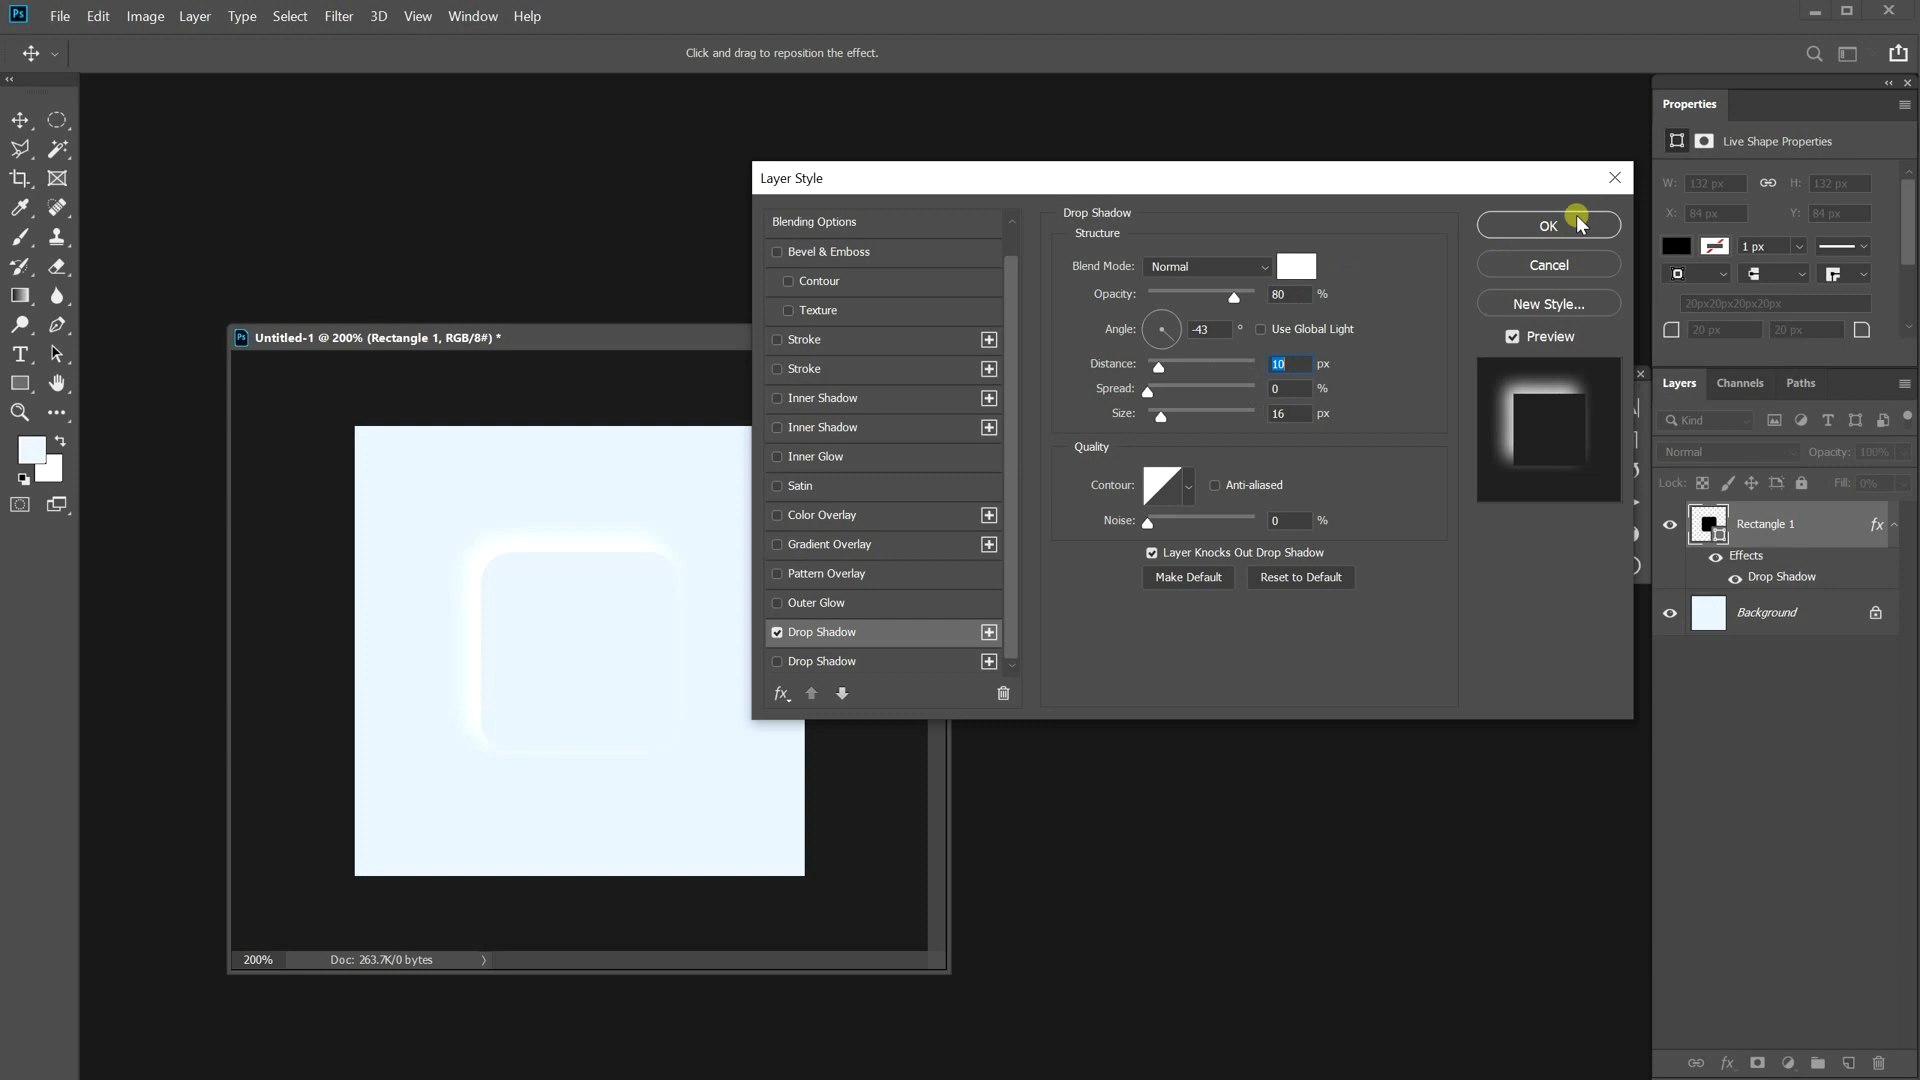 Ps File Edit Image Layer Type Select Filter 3D View Window Help
Click and drag to reposition the effect.
Properties
Live Shape Properties
W: 132 px H: 132 px
X: 84 px Y: 84 px
1 px
20px20px20px20px
20 px 20 px
Layer Style
Blending Options
Bevel & Emboss
Contour
Texture
Stroke
Stroke
Inner Shadow
Inner Shadow
Inner Glow
Satin
Color Overlay
Gradient Overlay
Pattern Overlay
Outer Glow
Drop Shadow
Drop Shadow
fx
Drop Shadow
Structure
Blend Mode: Normal
Opacity: 80 %
Angle: -43 ° Use Global Light
Distance: 10 px
Spread: 0 %
Size: 16 px
Quality
Contour: Anti-aliased
Noise: 0 %
Layer Knocks Out Drop Shadow
Make Default Reset to Default
OK
Cancel
New Style...
Preview
Ps Untitled-1 @ 200% (Rectangle 1, RGB/8#) *
200% Doc: 263.7K/0 bytes
Layers Channels Paths
Kind
Normal Opacity: 100%
Lock: Fill: 0%
Rectangle 1 fx
Effects
Drop Shadow
Background
fx